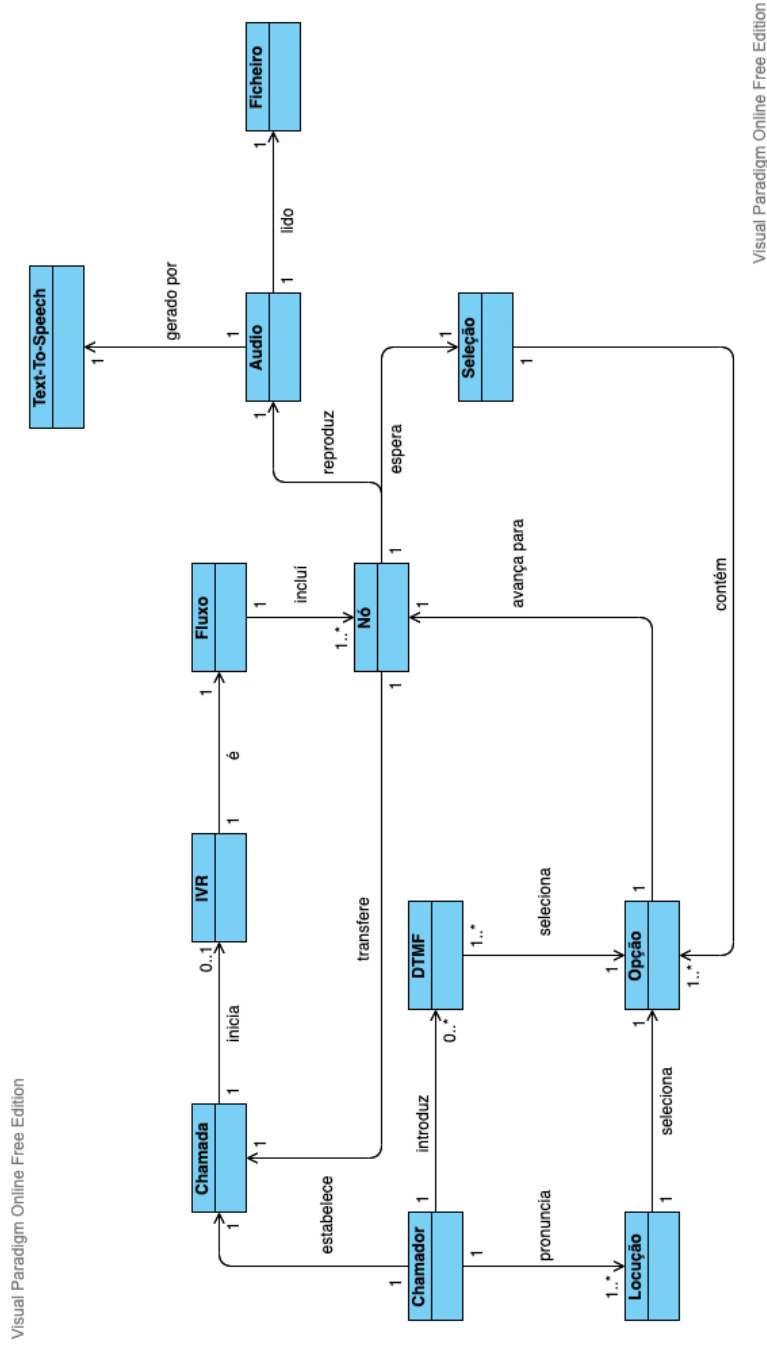 Visual Paradigm Online Free Edition
Text-To-Speech
1
gerado por
1
Chamada
1
inicia
0..1
IVR
1
é
1
Fluxo
1
incluí
1..*
Audio
1
1
lido
1
Ficheiro
1
estabelece
1
1
transfere
1
Nó
1
reproduz
1
espera
1
Seleção
1
Chamador
1
introduz
0..*
DTMF
1..*
seleciona
1
1
pronuncia
1..*
Locução
1
seleciona
1
Opção
1
avança para
1
1..*
contém
Visual Paradigm Online Free Edition